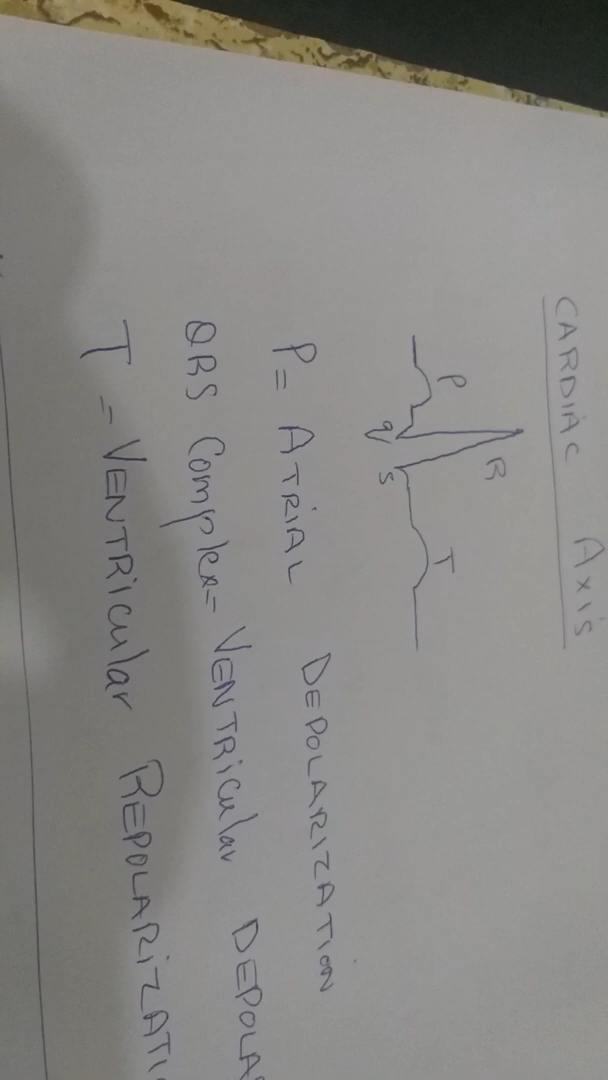 CARDIAC AXIS
P
R
q
S
T
P = ATRIAL DEPOLARIZATION
QRS Complex = VENTRicular DEPOLA
T = VENTRicular REPOLARIZATI